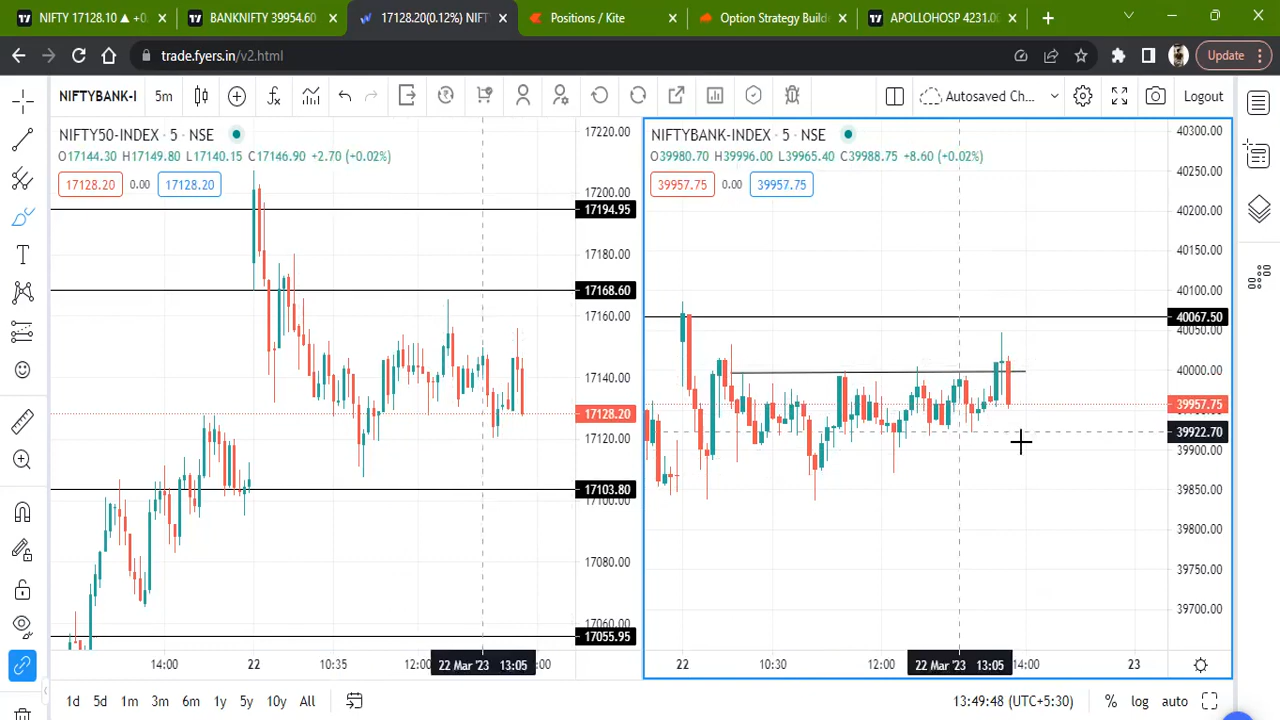 NIFTY 17128.10 ▲ +0.
BANKNIFTY 39954.60
17128.20(0.12%) NIFT
Positions / Kite
Option Strategy Build
APOLLOHOSP 4231.00
trade.fyers.in/v2.html
Update
NIFTYBANK-I 5m
Autosaved Ch...
Logout
NIFTY50-INDEX · 5 · NSE
O17144.30 H17149.80 L17140.15 C17146.90 +2.70 (+0.02%)
17128.20 0.00 17128.20
17220.00
17200.00
17194.95
17180.00
17168.60
17160.00
17140.00
17128.20
17120.00
17103.80
17100.00
17080.00
17060.00
17055.95
14:00 22 10:35 12:00 22 Mar '23 13:05 :00
NIFTYBANK-INDEX · 5 · NSE
O39980.70 H39996.00 L39965.40 C39988.75 +8.60 (+0.02%)
39957.75 0.00 39957.75
40300.00
40250.00
40200.00
40150.00
40100.00
40067.50
40050.00
40000.00
39957.75
39922.70
39900.00
39850.00
39800.00
39750.00
39700.00
22 10:30 12:00 22 Mar '23 13:05 14:00 23
1d 5d 1m 3m 6m 1y 5y 10y All
13:49:48 (UTC+5:30) % log auto